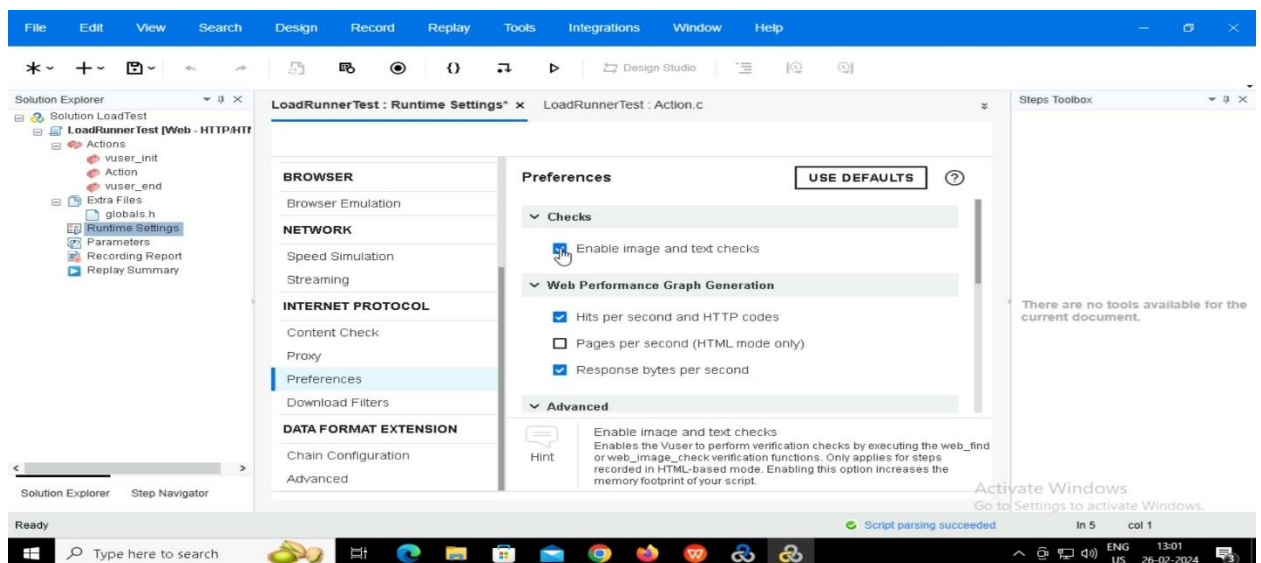 File Edit View Search Design Record Replay Tools Integrations Window Help
Design Studio
Solution Explorer
Solution LoadTest
LoadRunnerTest [Web - HTTP/HTM
Actions
vuser_init
Action
vuser_end
Extra Files
globals.h
Runtime Settings
Parameters
Recording Report
Replay Summary
Solution Explorer Step Navigator
LoadRunnerTest : Runtime Settings* LoadRunnerTest : Action.c
BROWSER
Browser Emulation
NETWORK
Speed Simulation
Streaming
INTERNET PROTOCOL
Content Check
Proxy
Preferences
Download Filters
DATA FORMAT EXTENSION
Chain Configuration
Advanced
Preferences USE DEFAULTS
Checks
Enable image and text checks
Web Performance Graph Generation
Hits per second and HTTP codes
Pages per second (HTML mode only)
Response bytes per second
Advanced
Hint
Enable image and text checks
Enables the Vuser to perform verification checks by executing the web_find
or web_image_check verification functions. Only applies for steps
recorded in HTML-based mode. Enabling this option increases the
memory footprint of your script.
Steps Toolbox
There are no tools available for the
current document.
Activate Windows
Go to Settings to activate Windows.
Ready Script parsing succeeded ln 5 col 1
Type here to search ENG 13:01
US 26-02-2024